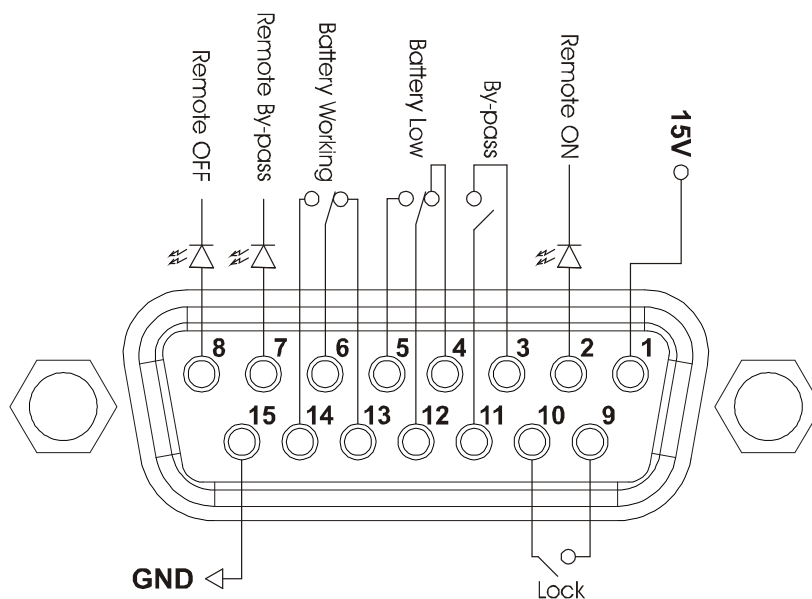 Remote OFF
Remote By-pass
Battery Working
Battery Low
By-pass
Remote ON
15V
8 7 6 5 4 3 2 1
15 14 13 12 11 10 9
GND
Lock